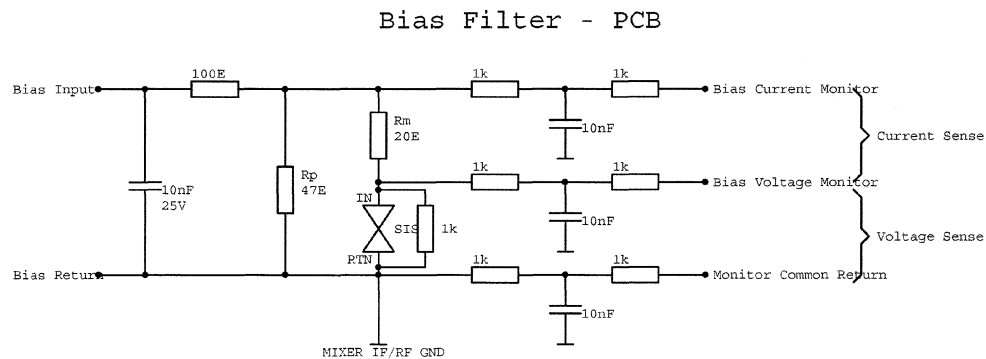 Bias Filter - PCB
100E
1k
1k
Bias Input
Bias Current Monitor
Rm
20E
10nF
Current Sense
1k
1k
Rp
47E
10nF
25V
IN
Bias Voltage Monitor
SIS
1k
10nF
Voltage Sense
RTN
1k
1k
Bias Return
Monitor Common Return
10nF
MIXER IF/RF GND